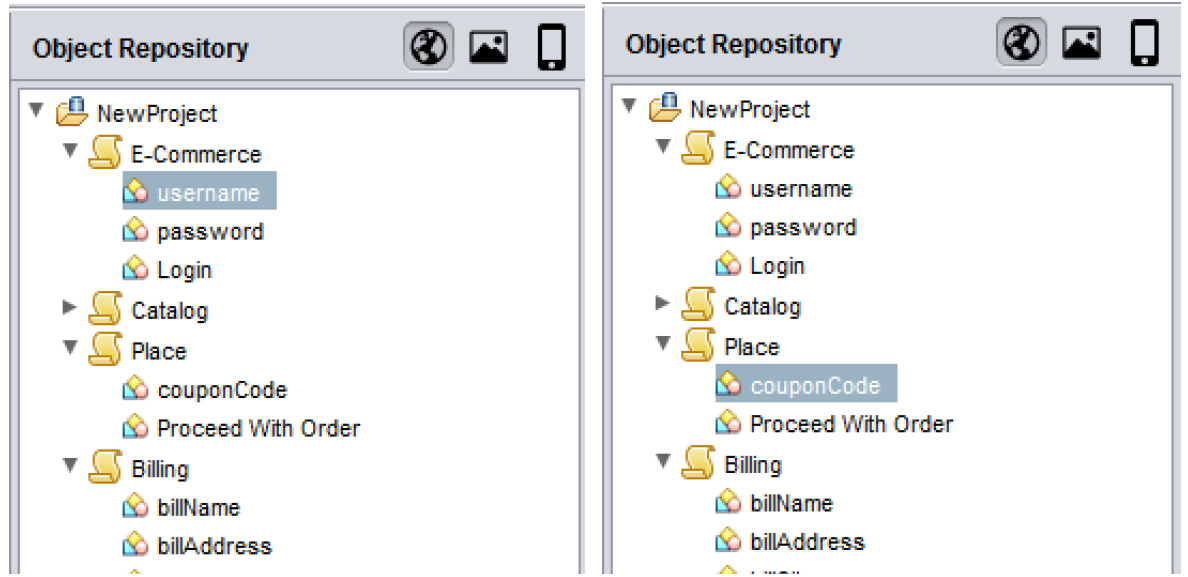 Object Repository
NewProject
E-Commerce
username
password
Login
Catalog
Place
couponCode
Proceed With Order
Billing
billName
billAddress
Object Repository
NewProject
E-Commerce
username
password
Login
Catalog
Place
couponCode
Proceed With Order
Billing
billName
billAddress